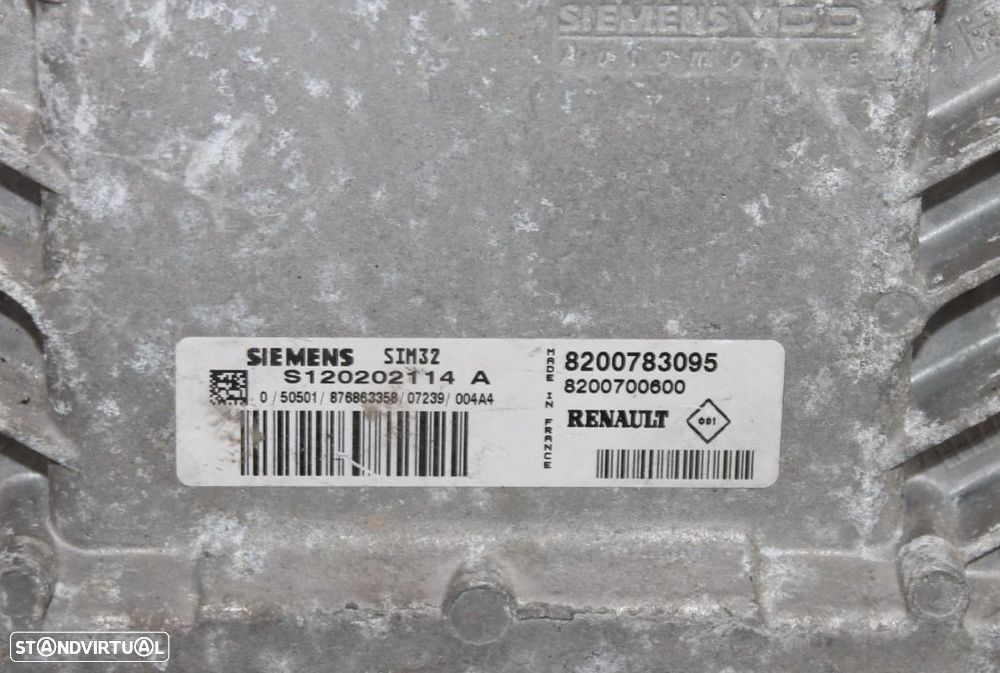 SIEMENS VDO
Automotive
SIEMENS SIM32
S120202114 A
0 / 50501 / 876863358 / 07239 / 004A4
MADE IN FRANCE
8200783095
8200700600
RENAULT 001
STANDVIRTUAL